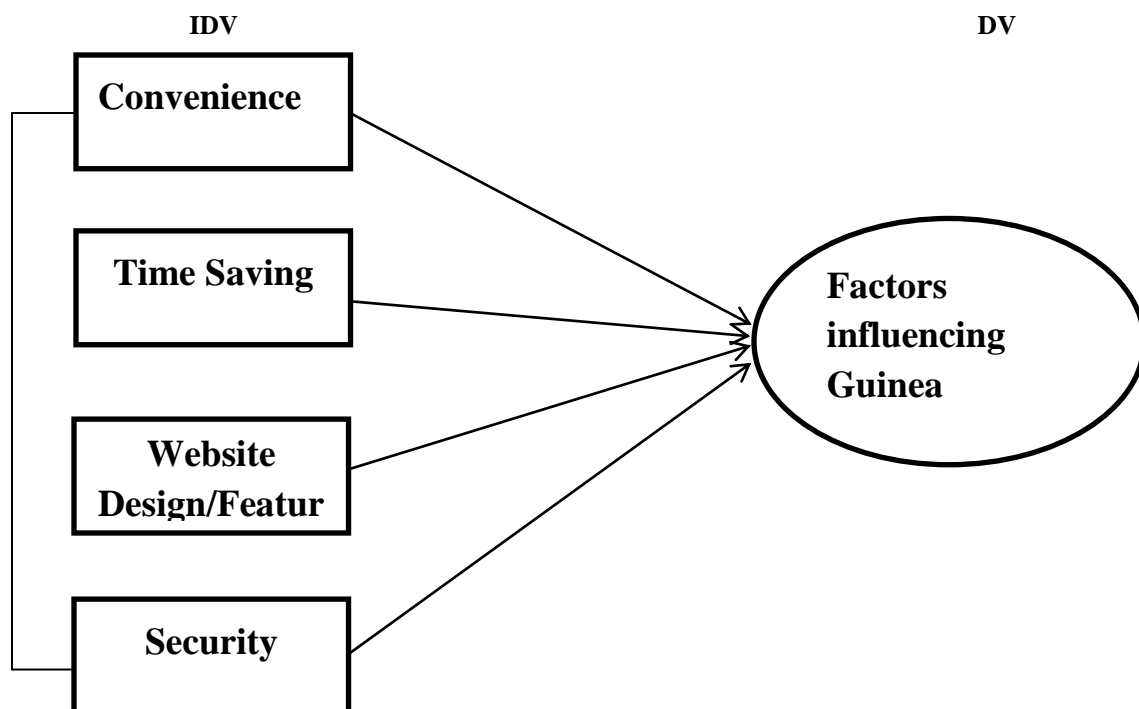 IDV
DV
Convenience
Time Saving
Website
Design/Featur
Security
Factors
influencing
Guinea